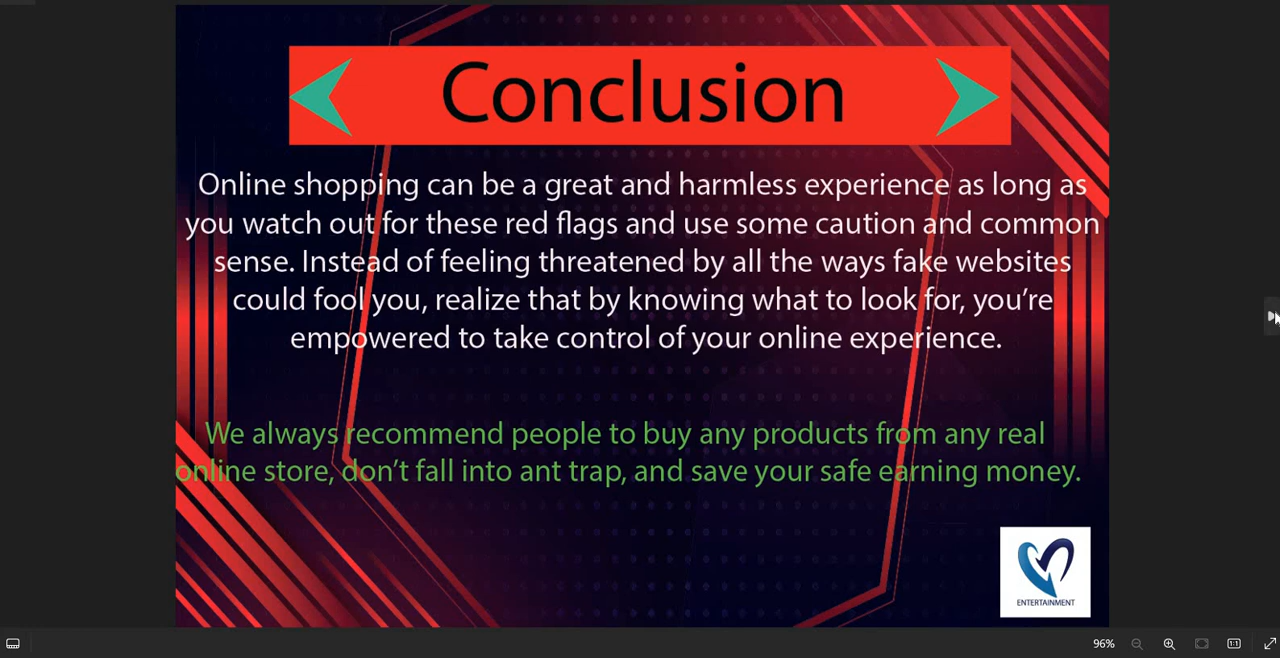 Conclusion
Online shopping can be a great and harmless experience as long as
you watch out for these red flags and use some caution and common
sense. Instead of feeling threatened by all the ways fake websites
could fool you, realize that by knowing what to look for, you’re
empowered to take control of your online experience.
We always recommend people to buy any products from any real
online store, don’t fall into ant trap, and save your safe earning money.
ENTERTAINMENT
96%
1:1